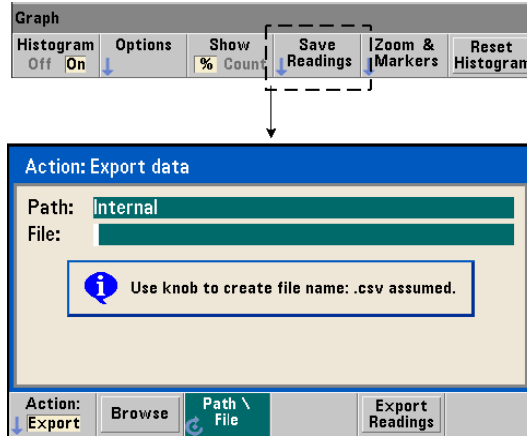 Graph
Histogram Options Show Save Zoom & Reset
Off On % Count Readings Markers Histogram
Action: Export data
Path: Internal
File:
i Use knob to create file name: .csv assumed.
Action: Browse Path \ Export
Export File Readings